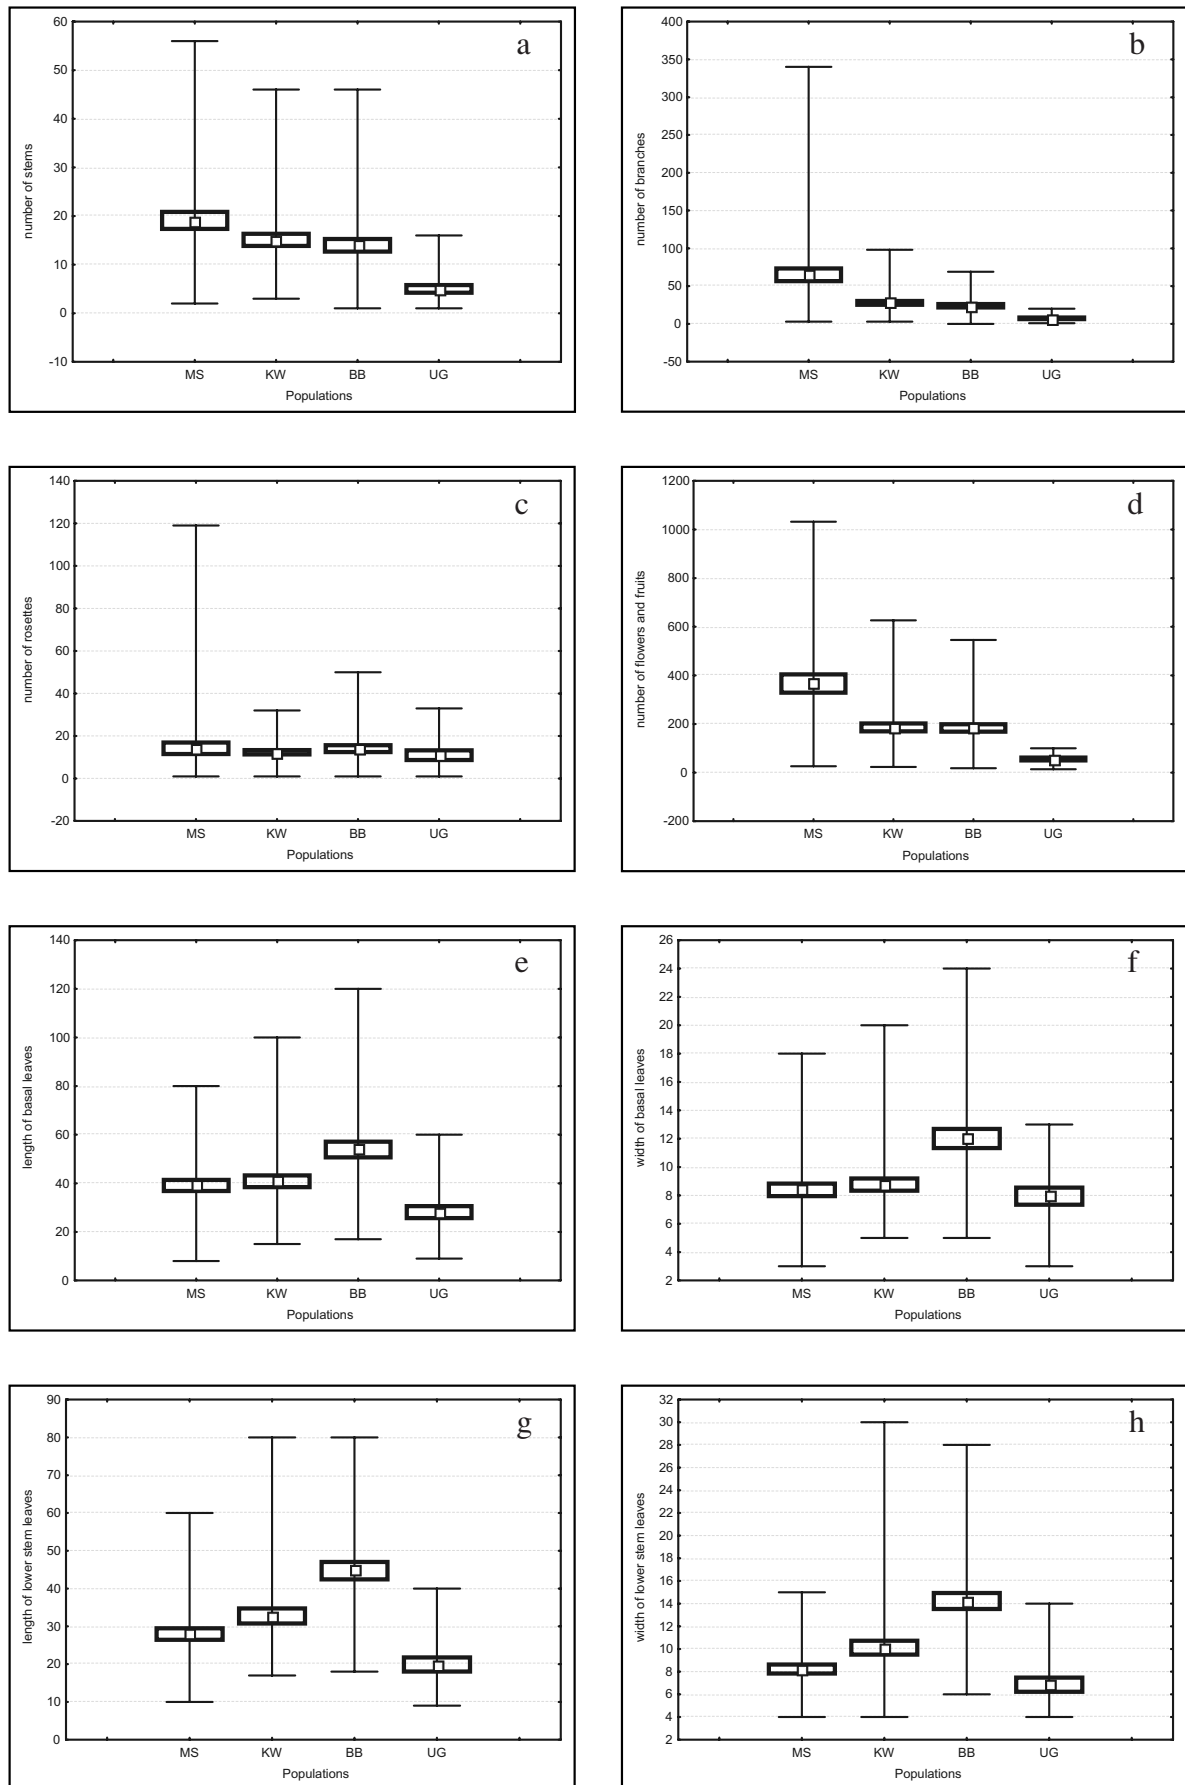 a
number of stems
60
50
40
30
20
10
0
-10
MS KW BB UG
Populations
b
number of branches
400
350
300
250
200
150
100
50
0
-50
MS KW BB UG
Populations
c
number of rosettes
140
120
100
80
60
40
20
0
-20
MS KW BB UG
Populations
d
number of flowers and fruits
1200
1000
800
600
400
200
0
-200
MS KW BB UG
Populations
e
length of basal leaves
140
120
100
80
60
40
20
0
MS KW BB UG
Populations
f
width of basal leaves
26
24
22
20
18
16
14
12
10
8
6
4
2
MS KW BB UG
Populations
g
length of lower stem leaves
90
80
70
60
50
40
30
20
10
0
MS KW BB UG
Populations
h
width of lower stem leaves
32
30
28
26
24
22
20
18
16
14
12
10
8
6
4
2
MS KW BB UG
Populations